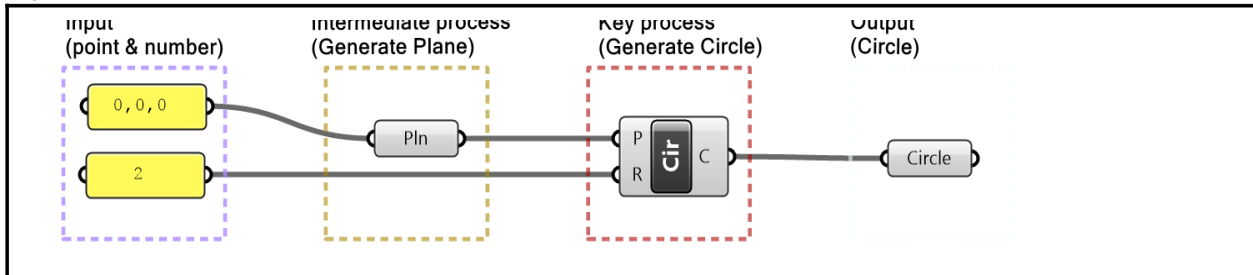 Input
(point & number)
Intermediate process
(Generate Plane)
Key process
(Generate Circle)
Output
(Circle)
0,0,0
2
Pln
P
R
Cir
C
Circle